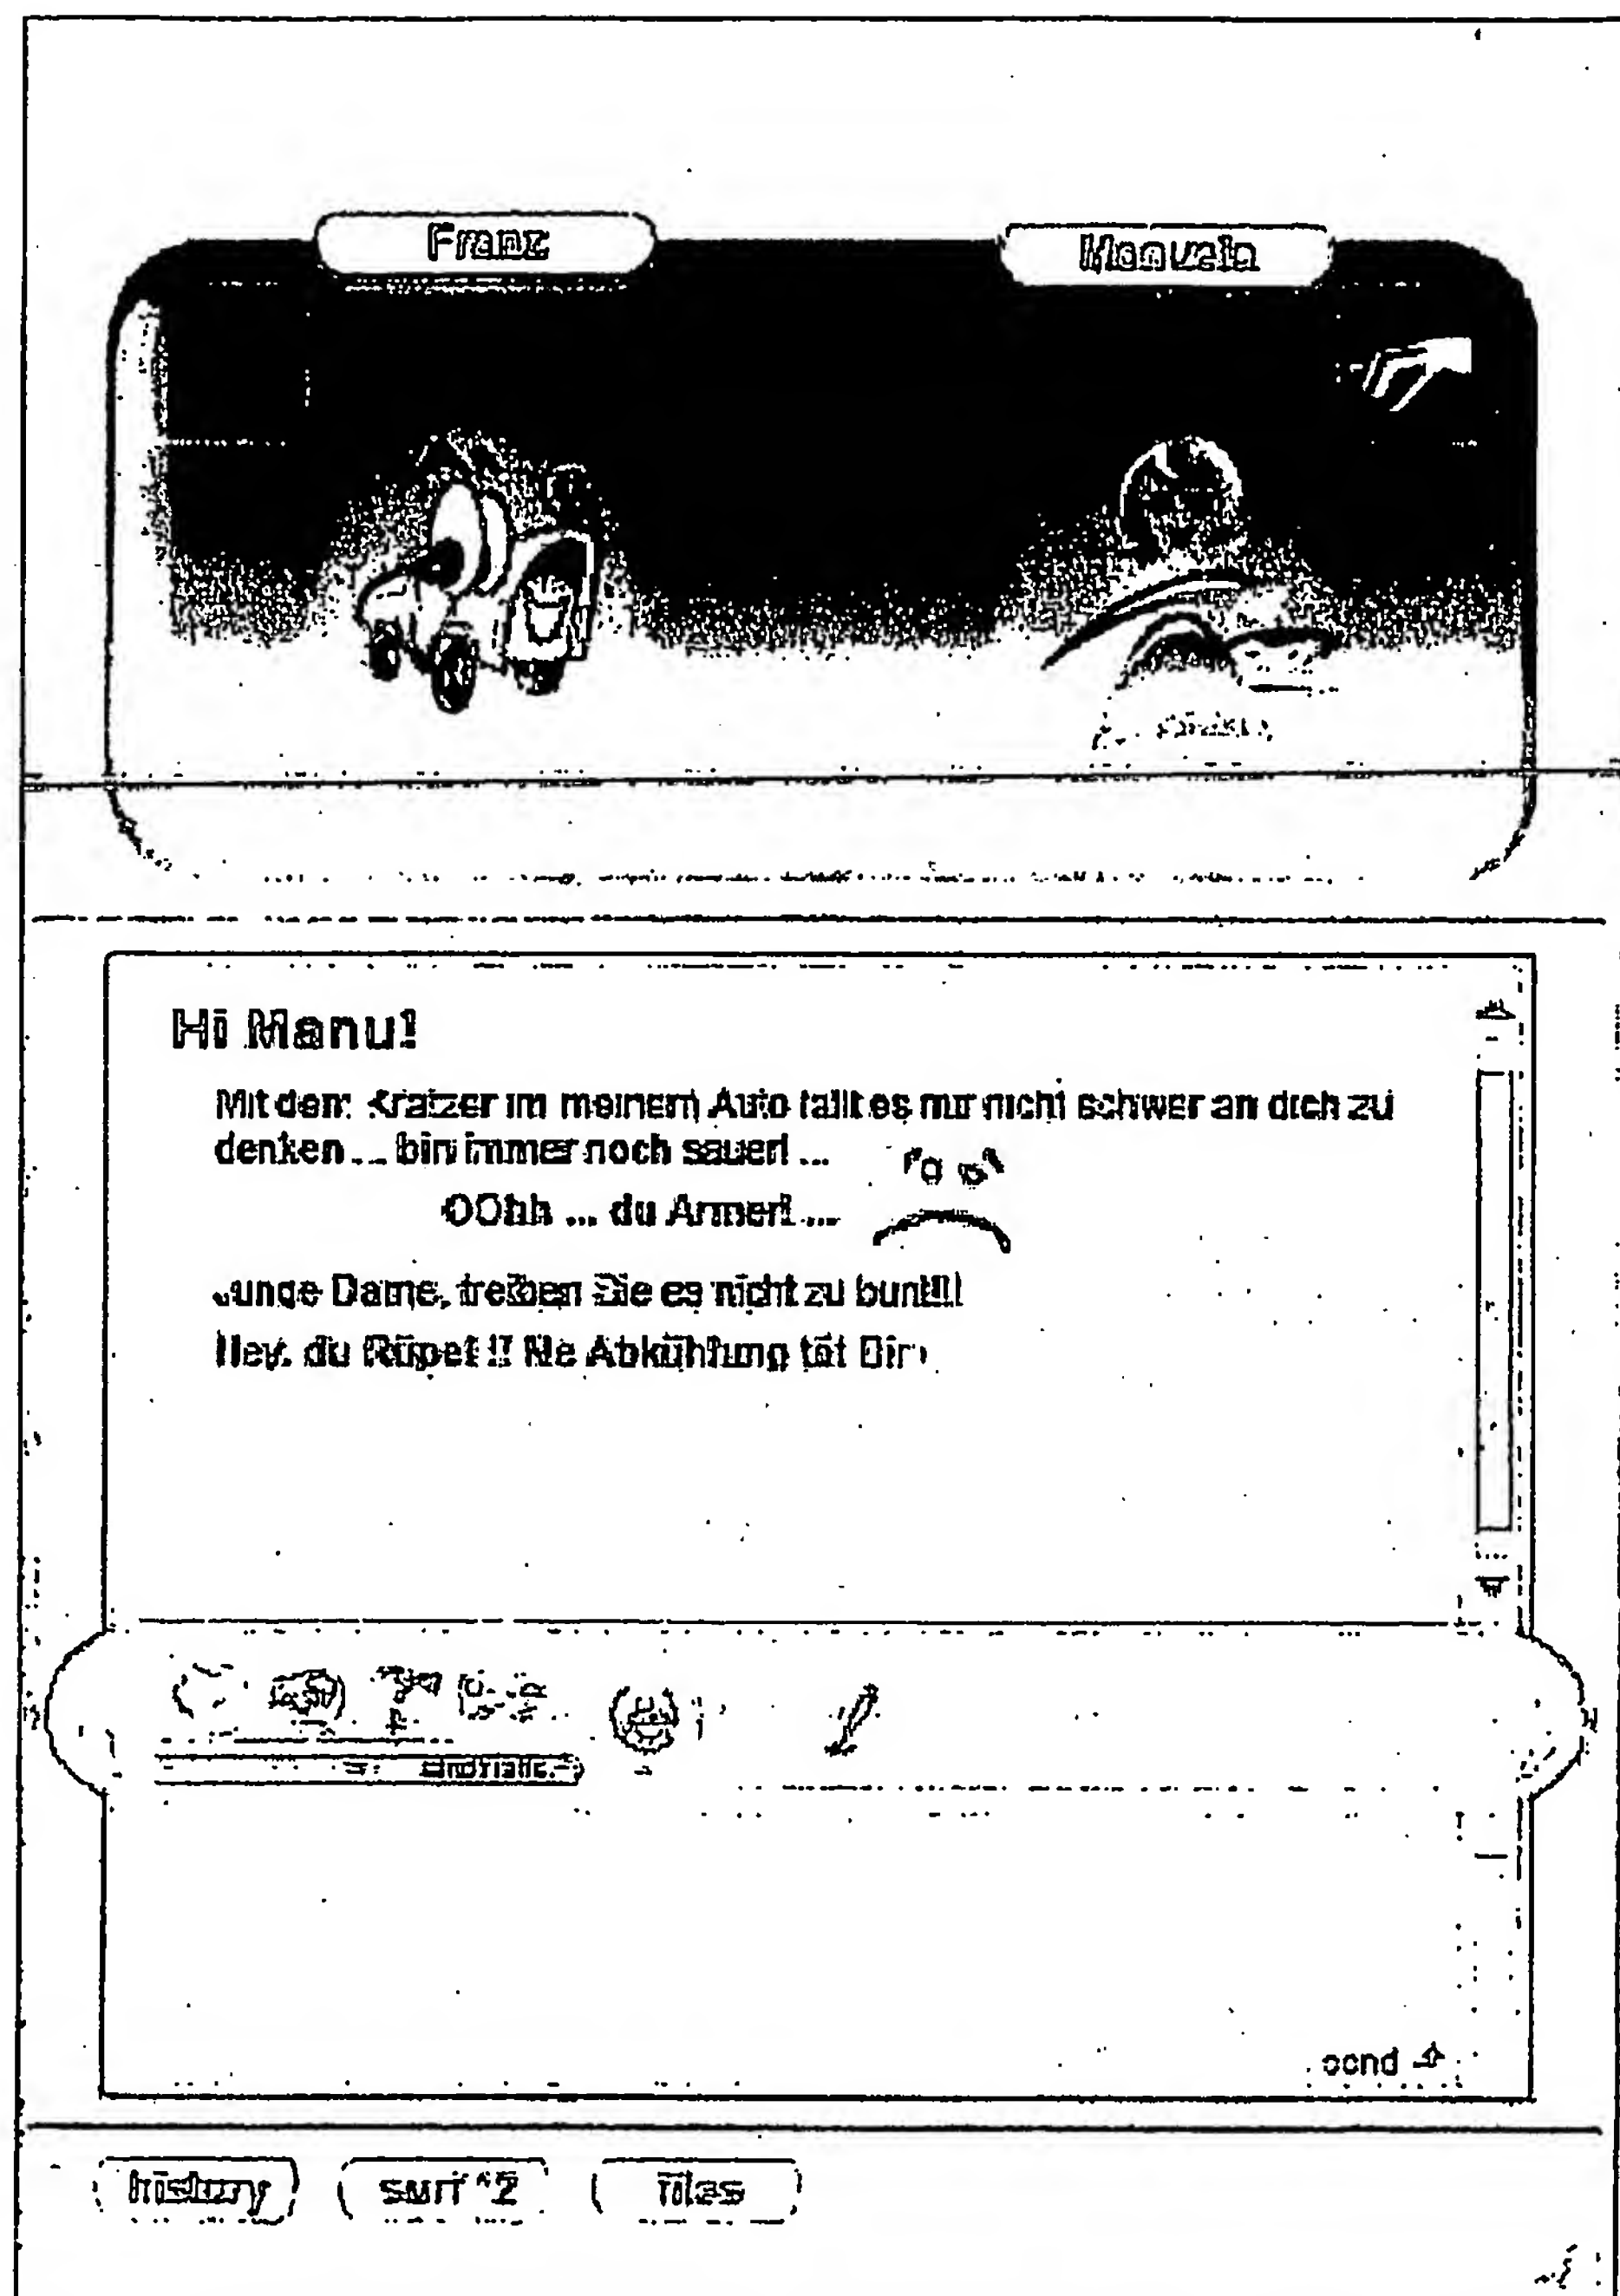 Franz
Manuela
Hi Manu!
Mit dem Kratzer im meinem Auto fällt es mir nicht schwer an dich zu
denken ... bin immer noch sauer! ...
OOhh ... du Armer! ...
Junge Dame, treiben Sie es nicht zu bunt!!!
Hey, du Rüpel !! Ne Abkühlung tät Dir
send
history
surf *2
files